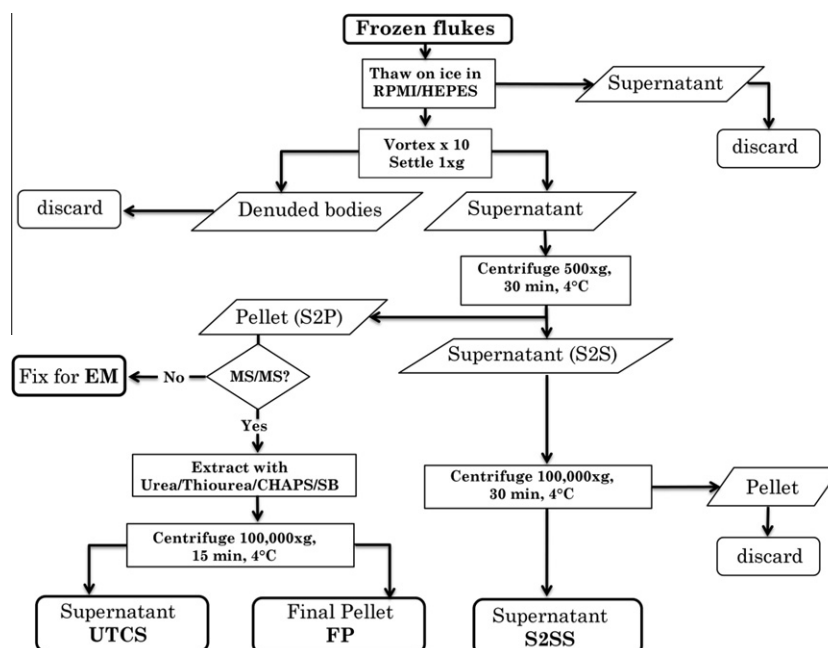 Frozen flukes
Thaw on ice in
RPMI/HEPES
Supernatant
discard
Vortex x 10
Settle 1xg
discard
Denuded bodies
Supernatant
Centrifuge 500xg,
30 min, 4°C
Pellet (S2P)
Supernatant (S2S)
Fix for EM
No
MS/MS?
Yes
Extract with
Urea/Thiourea/CHAPS/SB
Centrifuge 100,000xg,
30 min, 4°C
Pellet
discard
Centrifuge 100,000xg,
15 min, 4°C
Supernatant
UTCS
Final Pellet
FP
Supernatant
S2SS